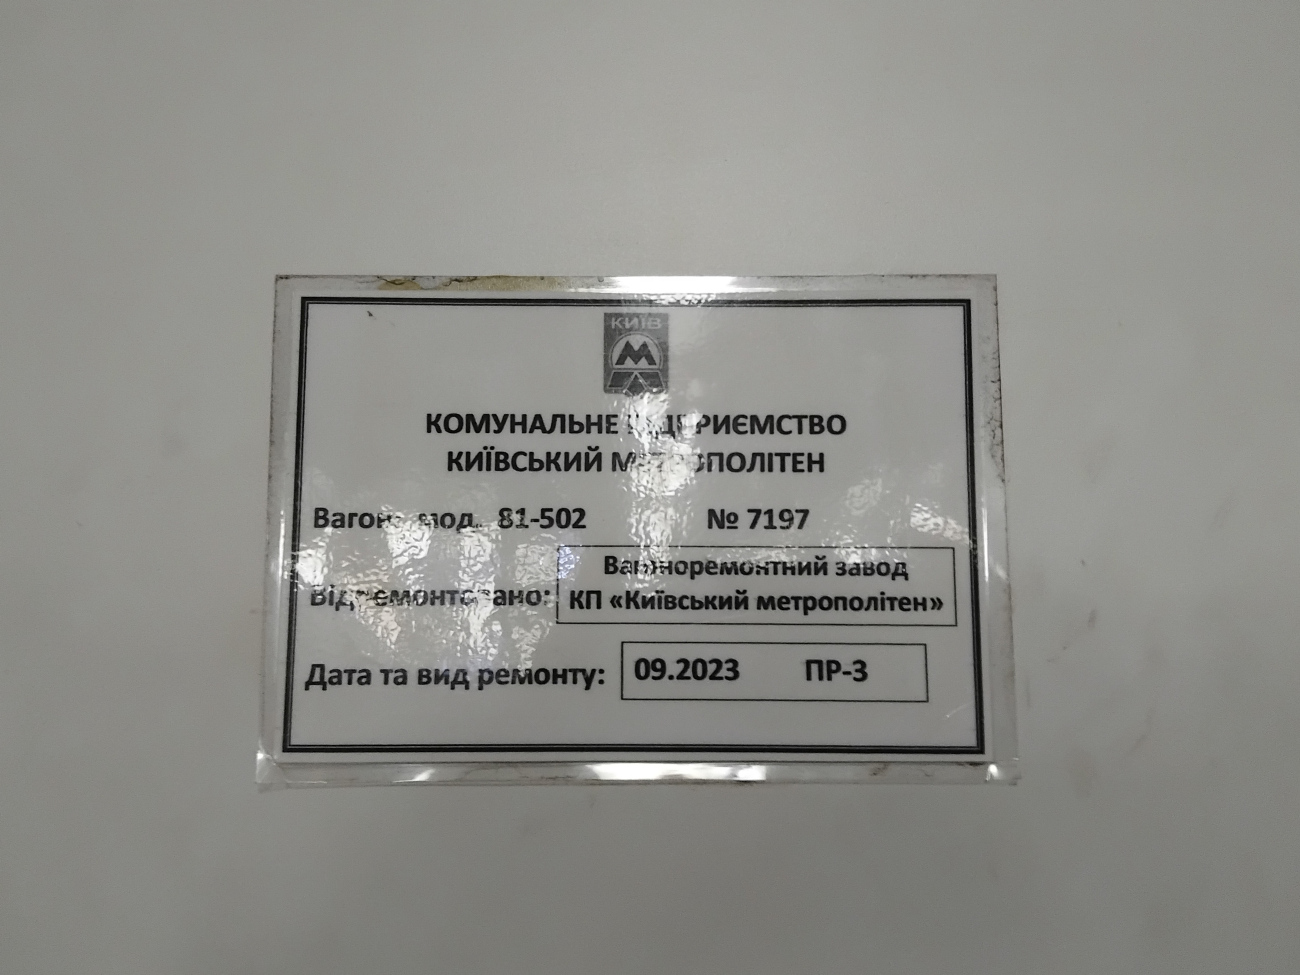 КИЇВ
М
КОМУНАЛЬНЕ ПІДПРИЄМСТВО
КИЇВСЬКИЙ МЕТРОПОЛІТЕН
Вагон: мод. 81-502 № 7197
Вагоноремонтний завод
Відремонтовано: КП «Київський метрополітен»
Дата та вид ремонту: 09.2023 ПР-3